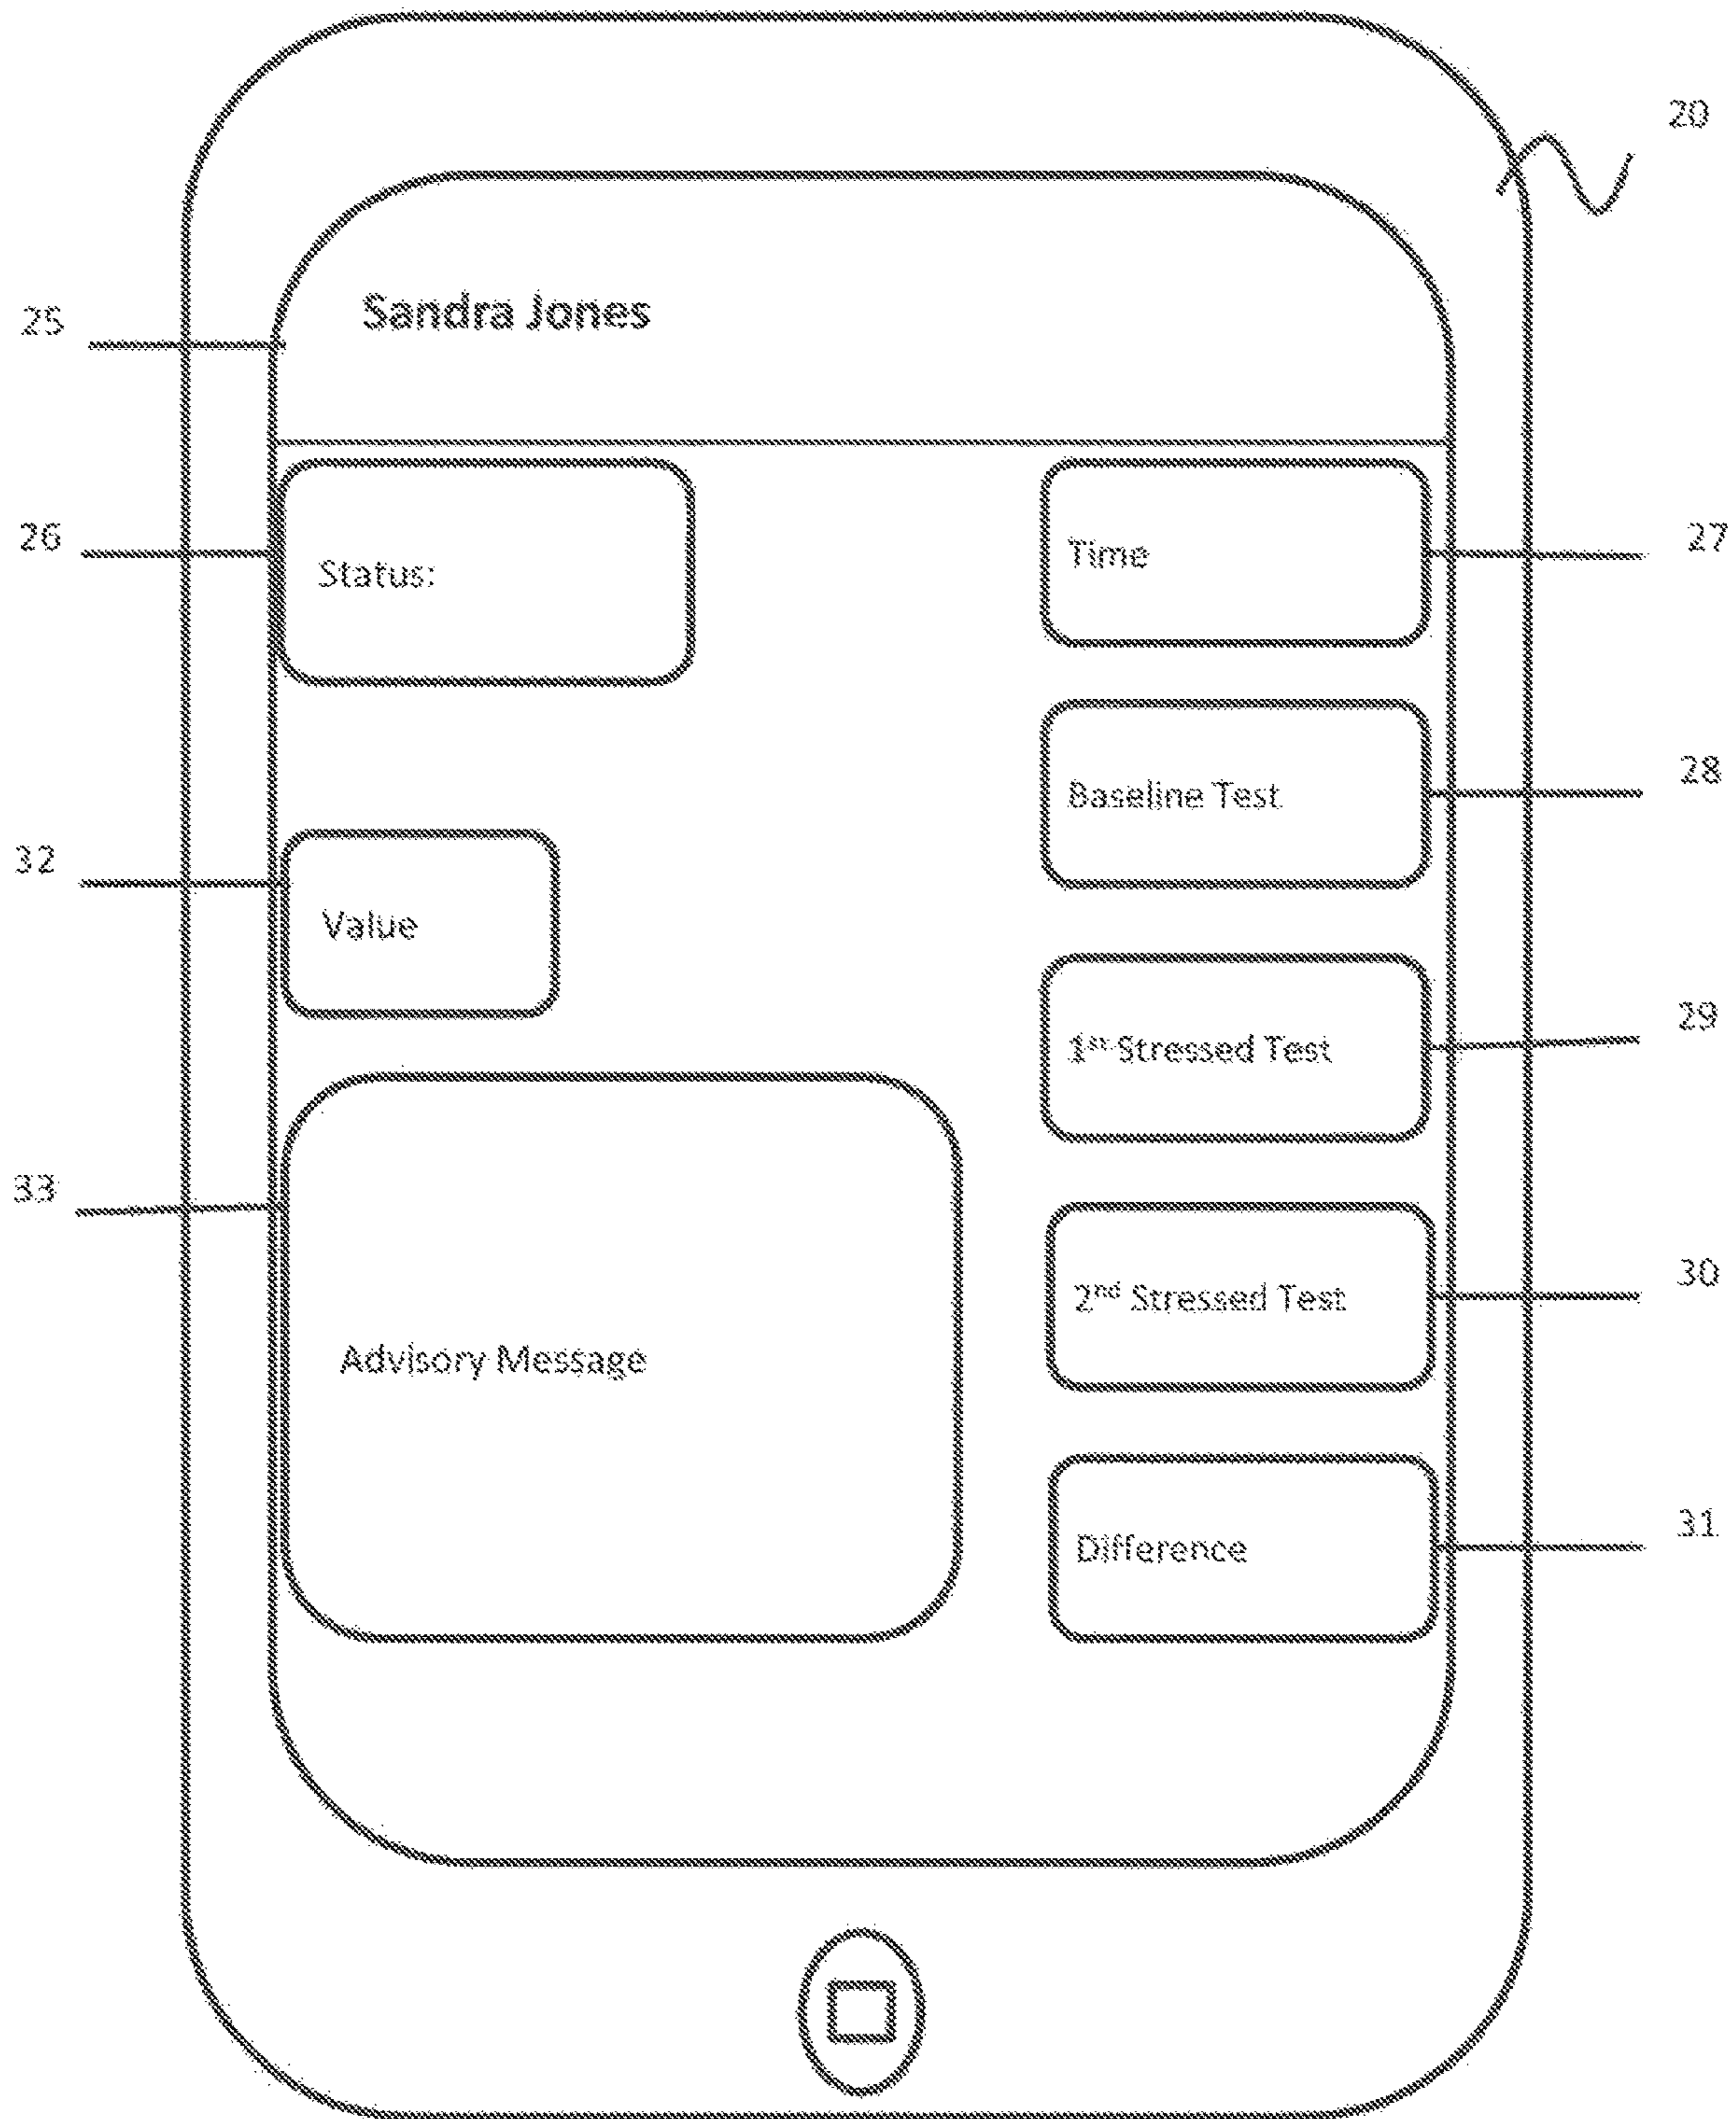 20
Sandra Jones
25
26
Status:
Time
27
Baseline Test
28
32
Value
1st Stressed Test
29
33
2nd Stressed Test
30
Advisory Message
Difference
31